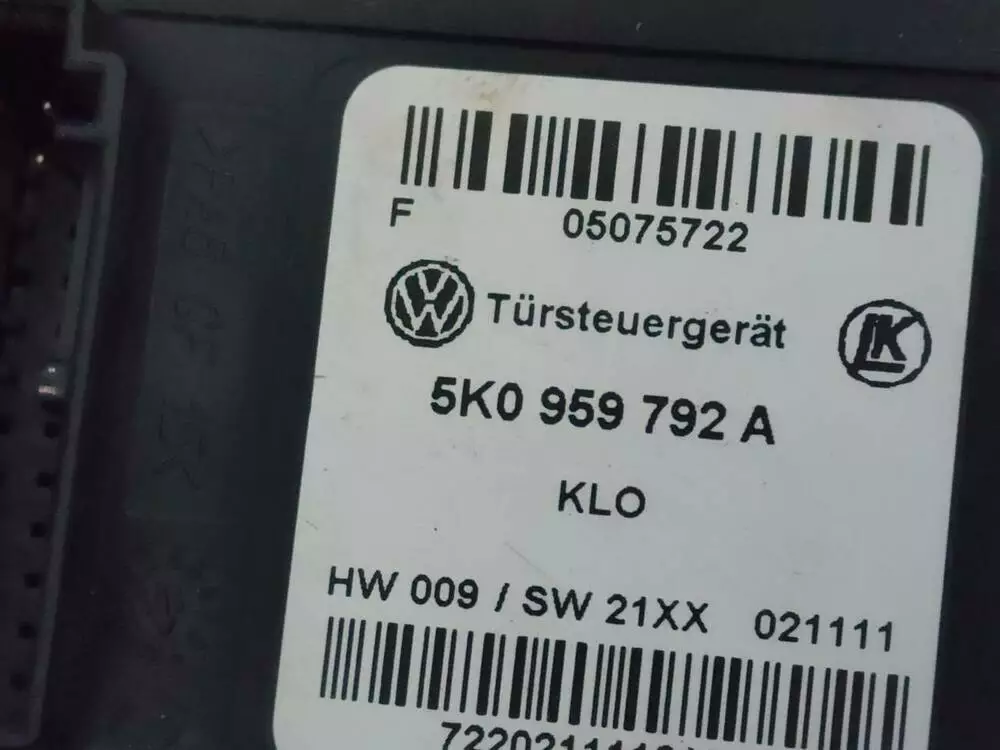 F 05075722
Türsteuergerät
5K0 959 792 A
KLO
HW 009 / SW 21XX 021111